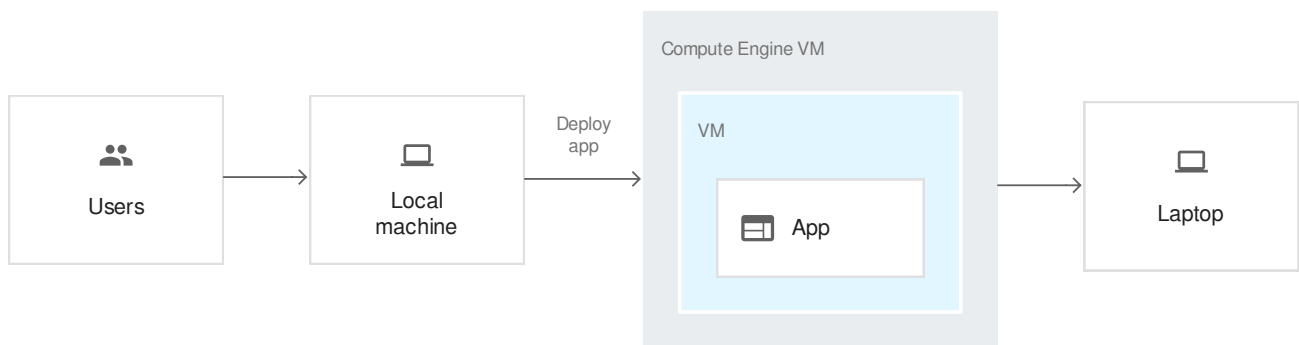 Users
Local
machine
Deploy
app
Compute Engine VM
VM
App
Laptop